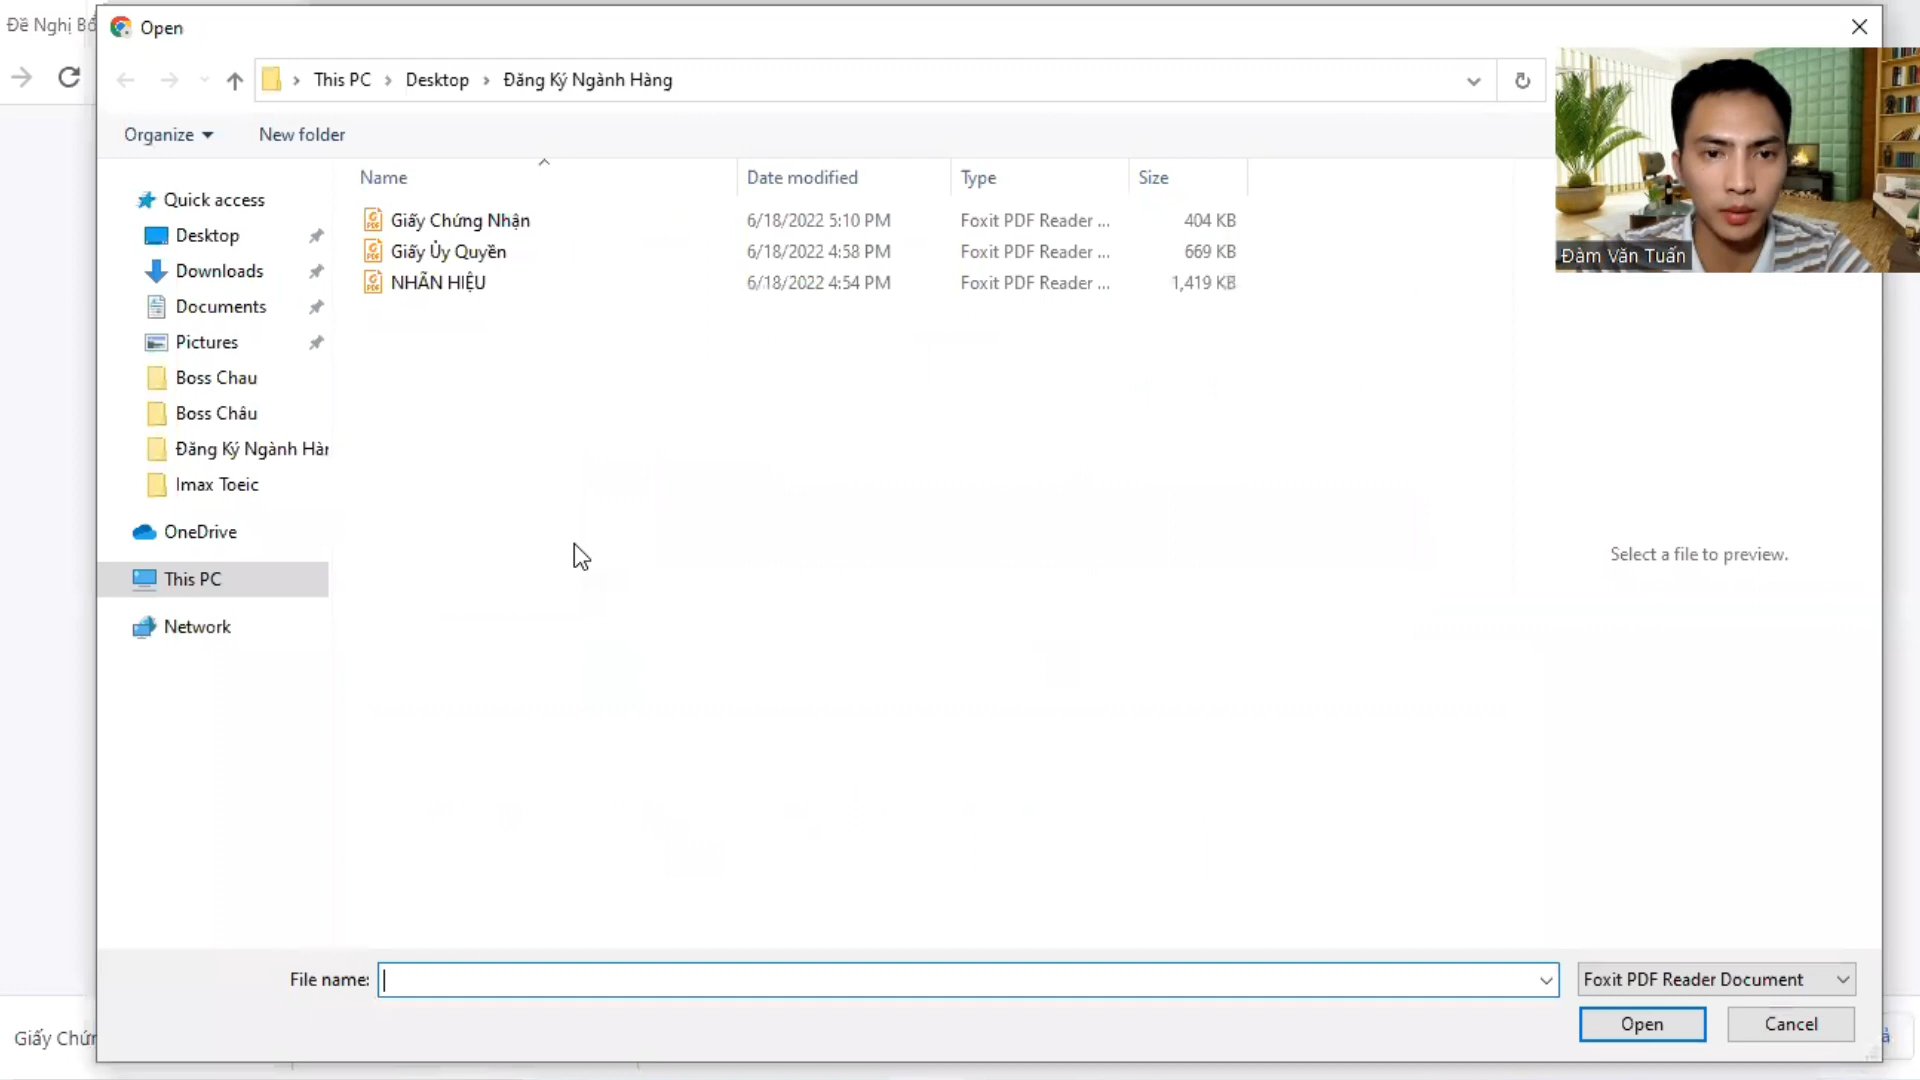 Đề Nghị Bổ
Open
This PC
Desktop
Đăng Ký Ngành Hàng
Organize
New folder
Name
Date modified
Type
Size
Giấy Chứng Nhận
6/18/2022 5:10 PM
Foxit PDF Reader ...
404 KB
Giấy Ủy Quyền
6/18/2022 4:58 PM
Foxit PDF Reader ...
669 KB
NHÃN HIỆU
6/18/2022 4:54 PM
Foxit PDF Reader ...
1,419 KB
Quick access
Desktop
Downloads
Documents
Pictures
Boss Chau
Boss Châu
Đăng Ký Ngành Hàr
Imax Toeic
OneDrive
This PC
Network
Đàm Văn Tuấn
Select a file to preview.
File name:
Foxit PDF Reader Document
Open
Cancel
Giấy Chứr